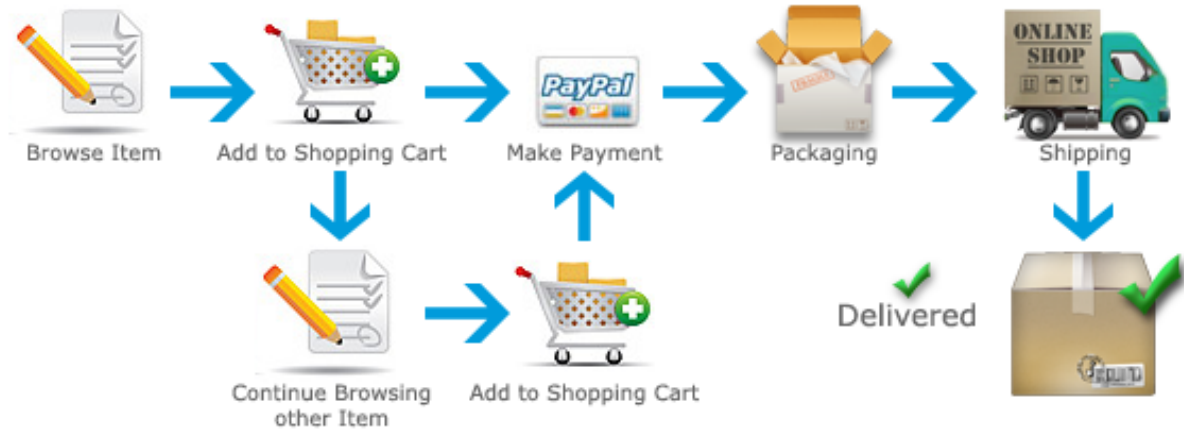 ONLINE
SHOP
PayPal
FRAGILE
Browse Item
Add to Shopping Cart
Make Payment
Packaging
Shipping
Delivered
Continue Browsing
other Item
Add to Shopping Cart